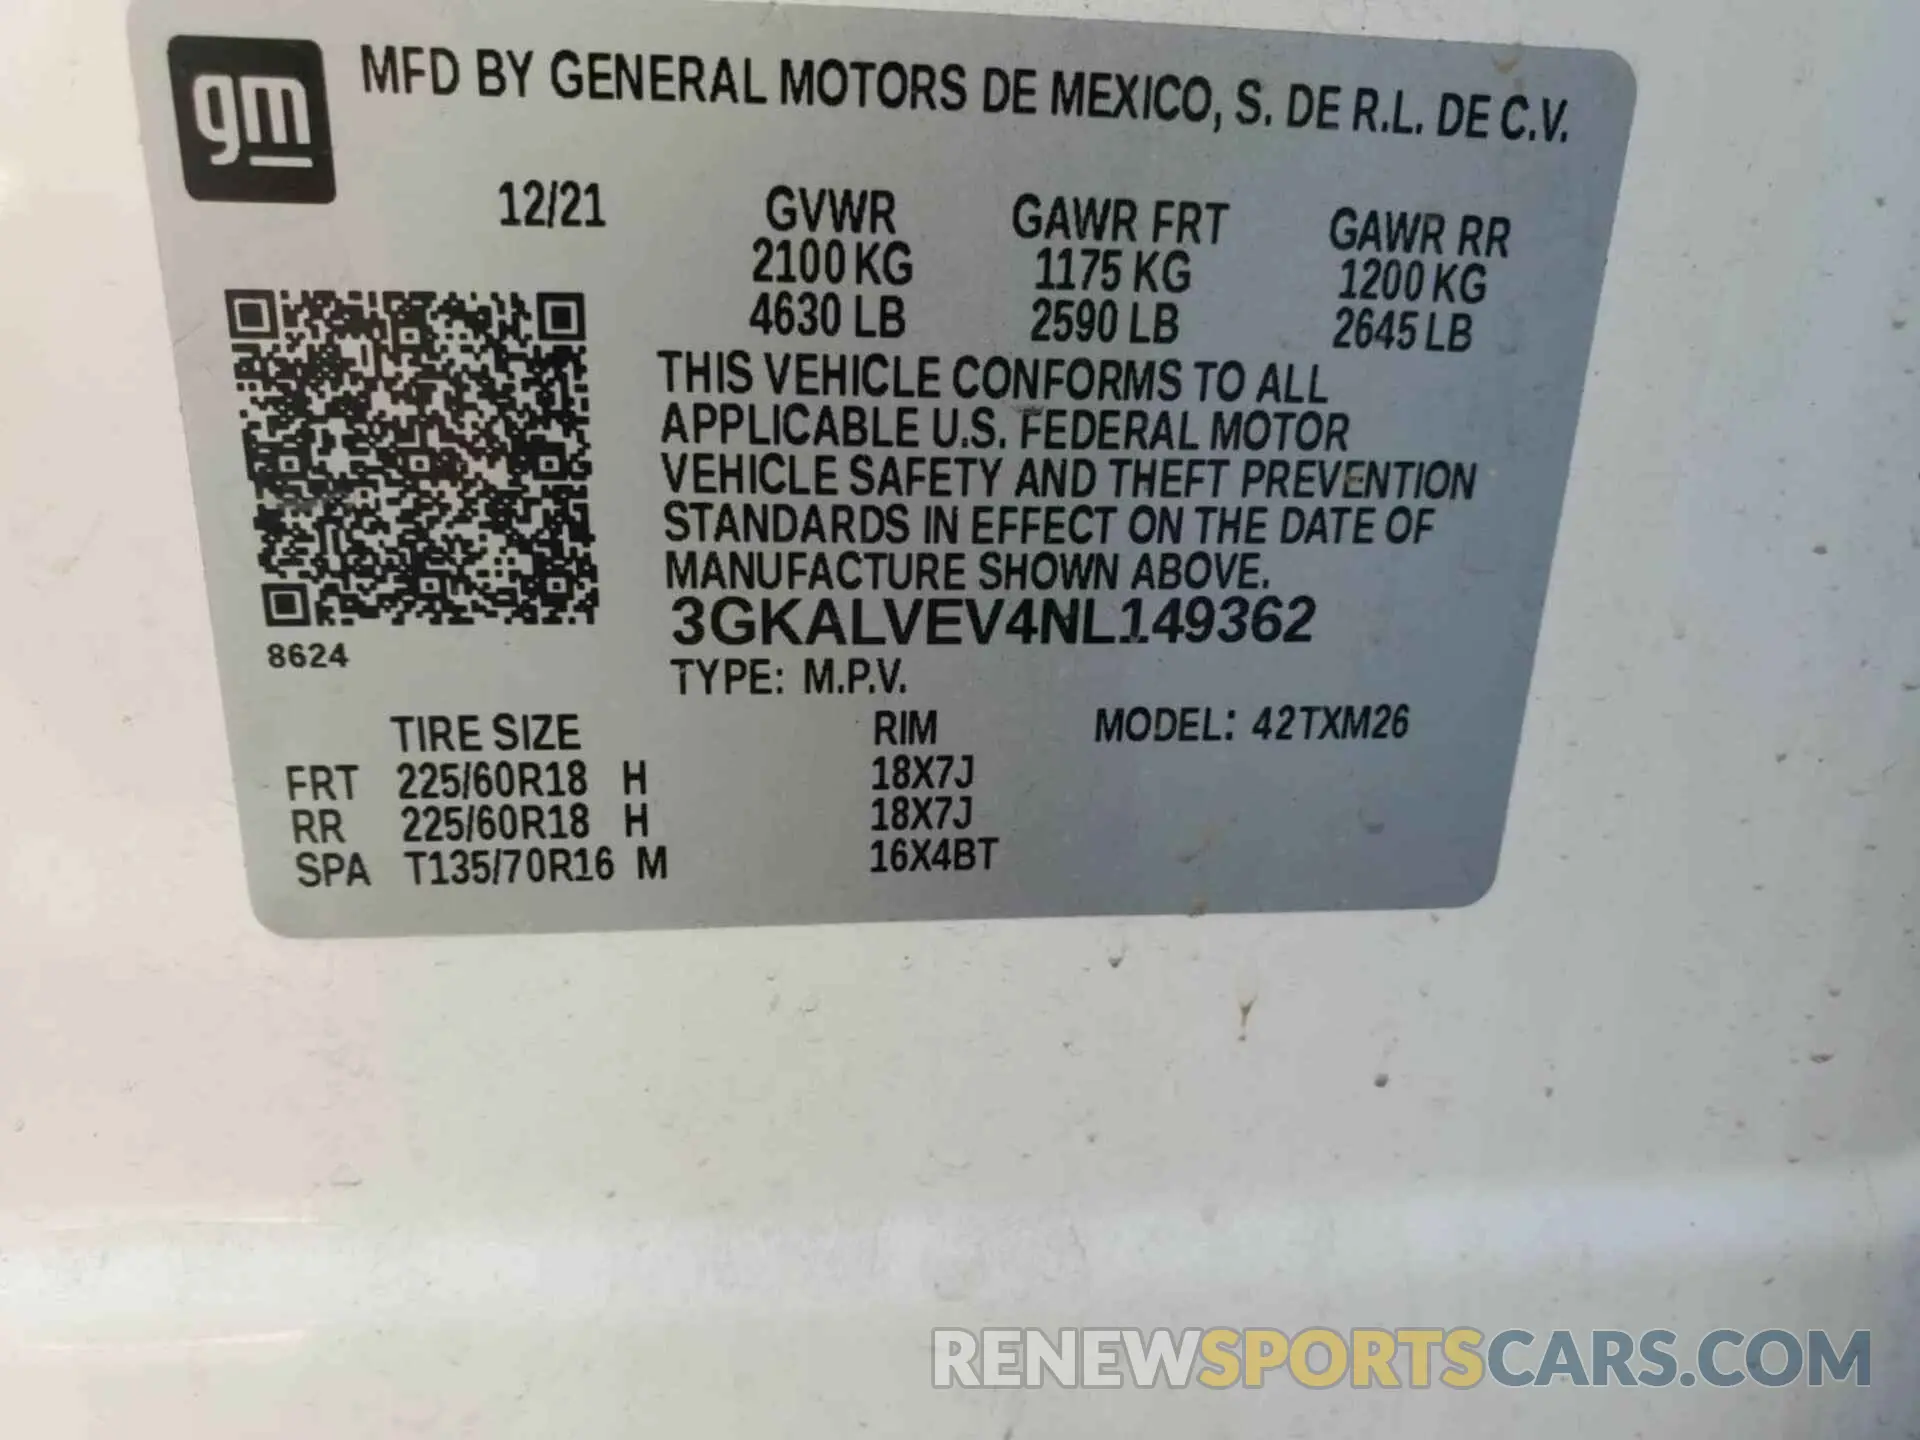 gm
MFD BY GENERAL MOTORS DE MEXICO, S. DE R.L. DE C.V.
12/21 GVWR GAWR FRT GAWR RR
2100 KG 1175 KG 1200 KG
4630 LB 2590 LB 2645 LB
THIS VEHICLE CONFORMS TO ALL
APPLICABLE U.S. FEDERAL MOTOR
VEHICLE SAFETY AND THEFT PREVENTION
STANDARDS IN EFFECT ON THE DATE OF
MANUFACTURE SHOWN ABOVE.
3GKALVEV4NL149362
8624
TYPE: M.P.V.
TIRE SIZE RIM MODEL: 42TXM26
FRT 225/60R18 H 18X7J
RR 225/60R18 H 18X7J
SPA T135/70R16 M 16X4BT
RENEWSPORTSCARS.COM